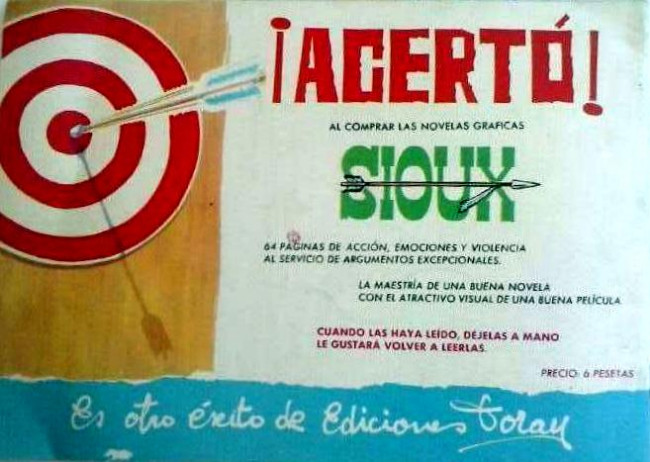 ¡ACERTÓ!
AL COMPRAR LAS NOVELAS GRAFICAS
SIOUX
64 PÁGINAS DE ACCIÓN, EMOCIONES Y VIOLENCIA
AL SERVICIO DE ARGUMENTOS EXCEPCIONALES.
LA MAESTRÍA DE UNA BUENA NOVELA
CON EL ATRACTIVO VISUAL DE UNA BUENA PELÍCULA
CUANDO LAS HAYA LEÍDO, DÉJELAS A MANO
LE GUSTARÁ VOLVER A LEERLAS.
PRECIO: 6 PESETAS
Es otro éxito de Ediciones Toray